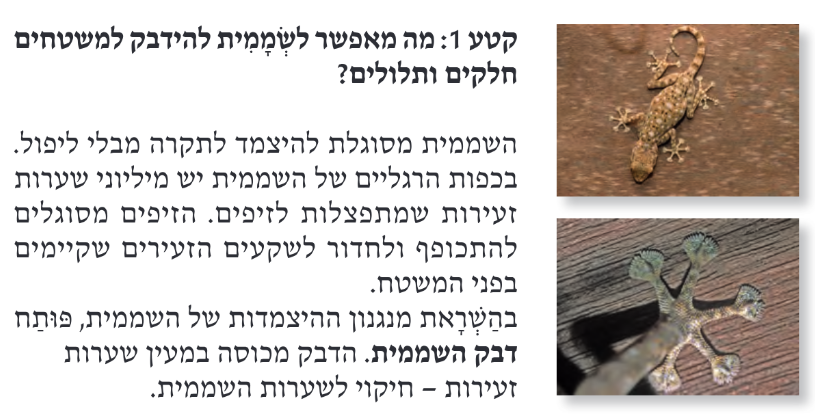 קטע 1: מה מאפשר לשְׂמָמִית להידבק למשטחים
חלקים ותלולים?
השממית מסוגלת להיצמד לתקרה מבלי ליפול.
בכפות הרגליים של השממית יש מיליוני שערות
זעירות שמתפצלות לזיפים. הזיפים מסוגלים
להתכופף ולחדור לשקעים הזעירים שקיימים
בפני המשטח.
בהַשְׁרָאת מנגנון ההיצמדות של השממית, פּוּתַח
דבק השממית. הדבק מכוסה במעין שערות
זעירות – חיקוי לשערות השממית.